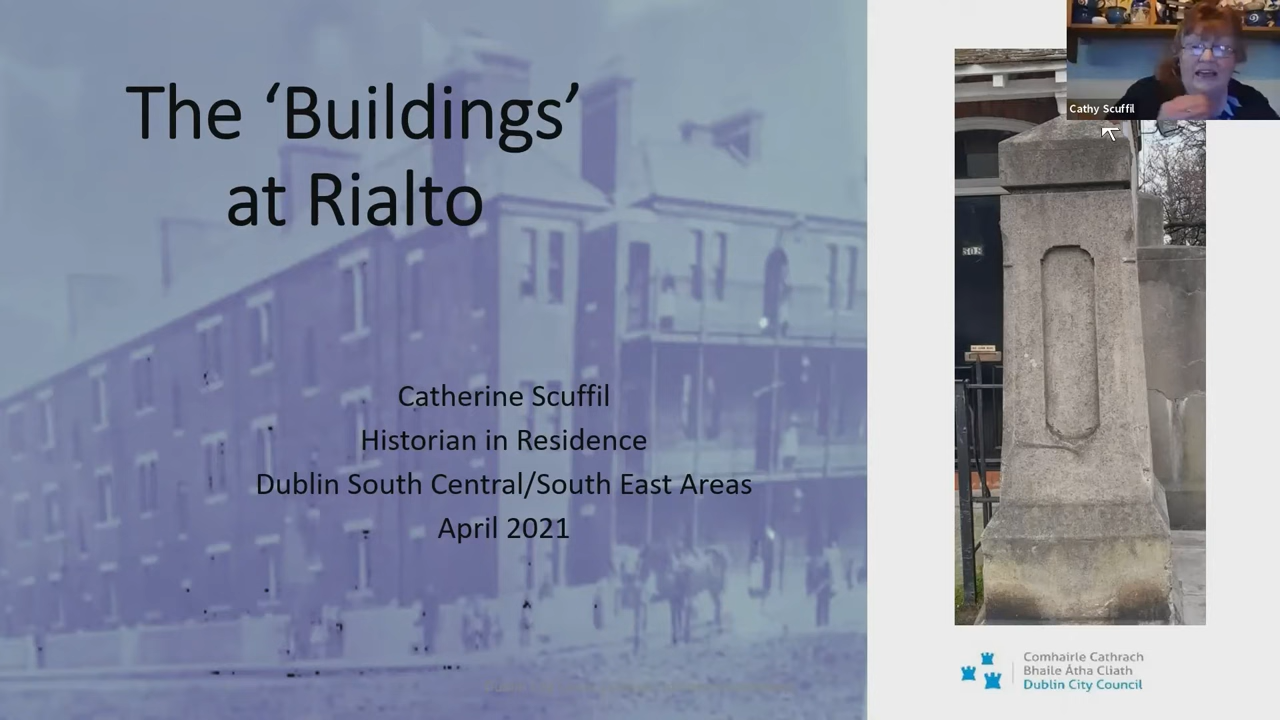 The ‘Buildings’
at Rialto
Catherine Scuffil
Historian in Residence
Dublin South Central/South East Areas
April 2021
Cathy Scuffil
308
Comhairle Cathrach
Bhaile Átha Cliath
Dublin City Council